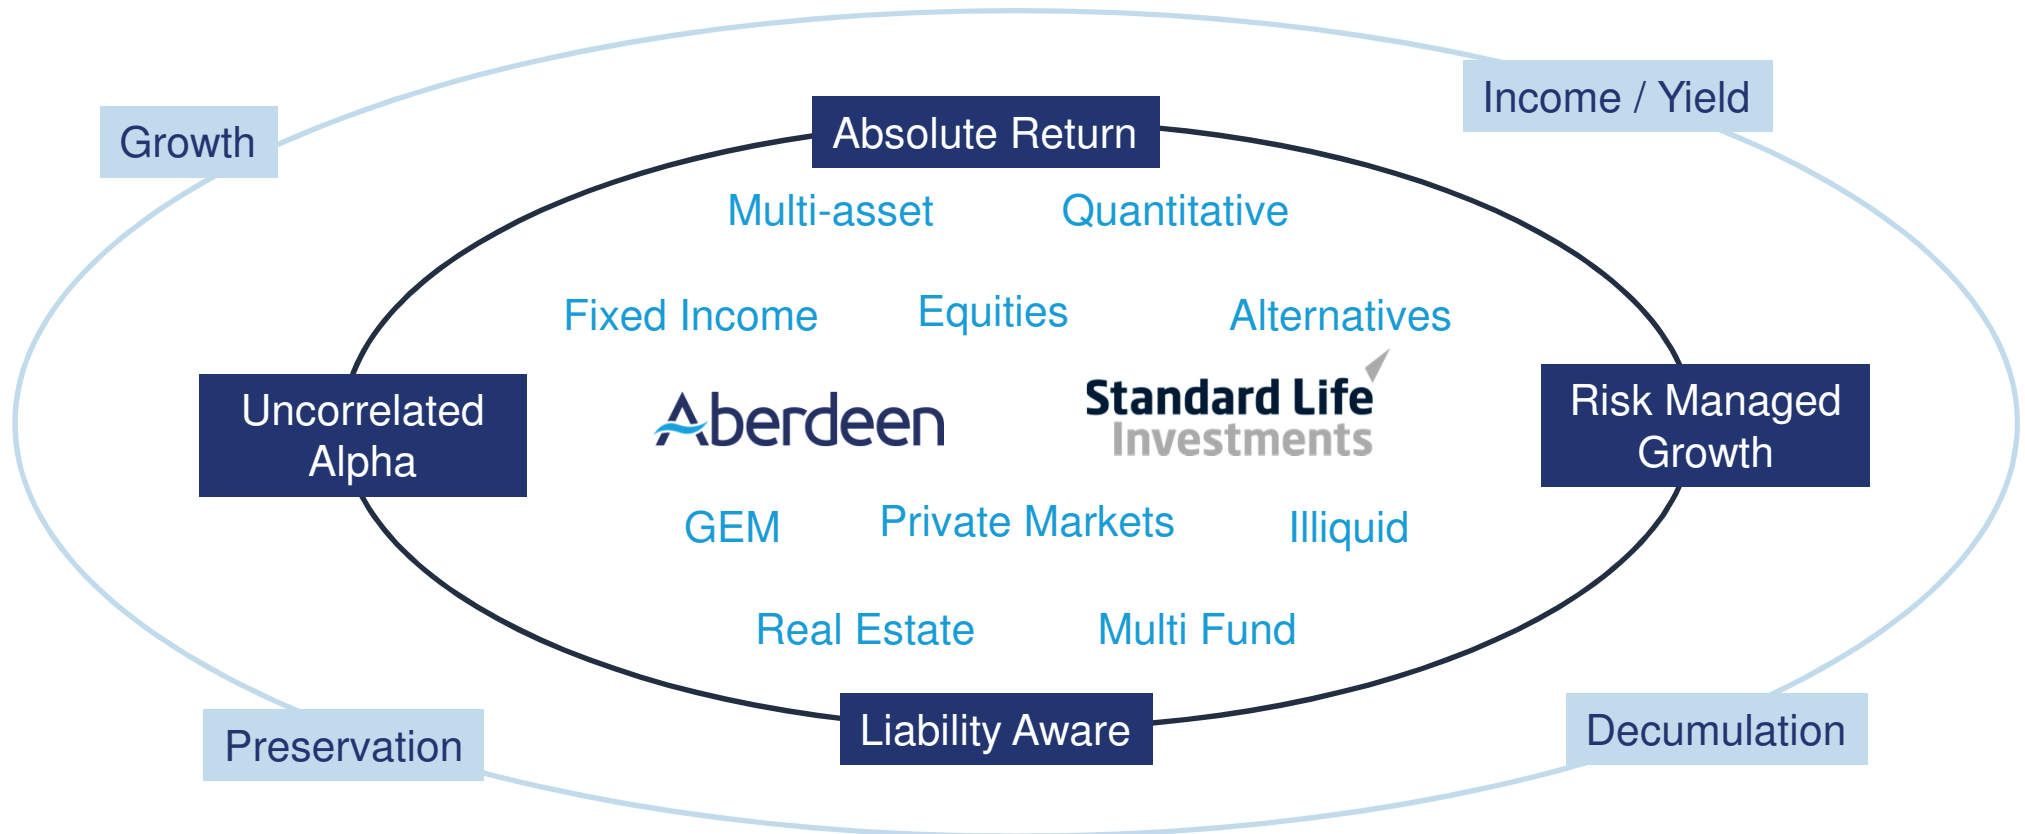 Growth
Income / Yield
Absolute Return
Multi-asset
Quantitative
Fixed Income
Equities
Alternatives
Uncorrelated
Alpha
Aberdeen
Standard Life
Investments
Risk Managed
Growth
GEM
Private Markets
Illiquid
Real Estate
Multi Fund
Preservation
Liability Aware
Decumulation